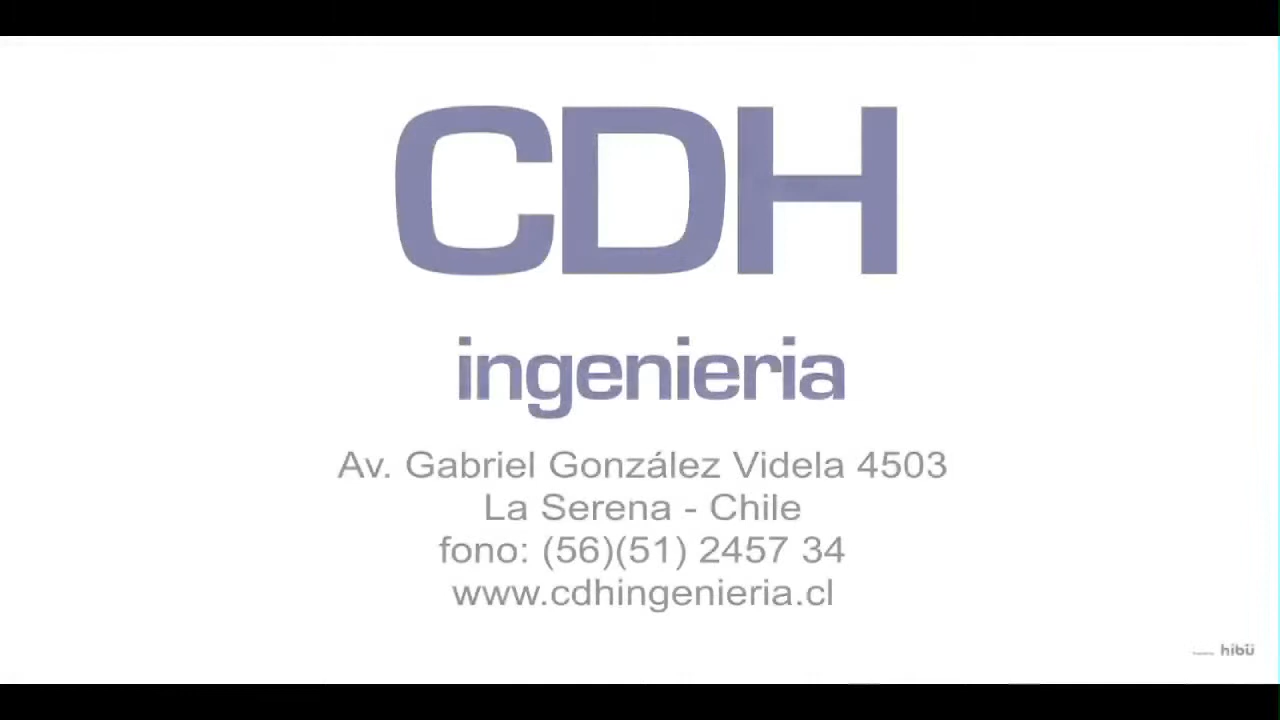 CDH
ingenieria
Av. Gabriel González Videla 4503
La Serena - Chile
fono: (56)(51) 2457 34
www.cdhingenieria.cl
hibü